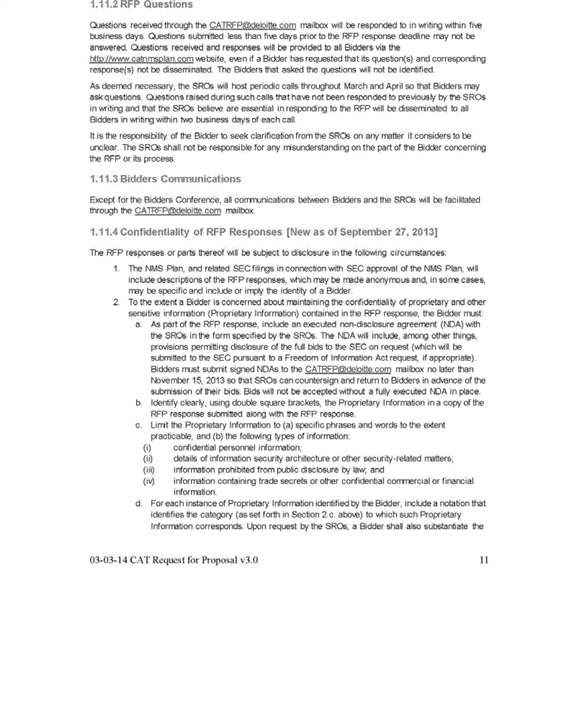 1.11.2 RFP Questions
Questions received through the CATRFP@deloitte.com mailbox will be responded to in writing within five
business days. Questions submitted less than five days prior to the RFP response deadline may not be
answered. Questions received and responses will be provided to all Bidders via the
http://www.catnmsplan.com website, even if a Bidder has requested that its question(s) and corresponding
response(s) not be disseminated. The Bidders that asked the questions will not be identified.
As deemed necessary, the SROs will host periodic calls throughout March and April so that Bidders may
ask questions. Questions raised during such calls that have not been responded to previously by the SROs
in writing and that the SROs believe are essential in responding to the RFP will be disseminated to all
Bidders in writing within two business days of each call.
It is the responsibility of the Bidder to seek clarification from the SROs on any matter it considers to be
unclear. The SROs shall not be responsible for any misunderstanding on the part of the Bidder concerning
the RFP or its process.
1.11.3 Bidders Communications
Except for the Bidders Conference, all communications between Bidders and the SROs will be facilitated
through the CATRFP@deloitte.com mailbox.
1.11.4 Confidentiality of RFP Responses [New as of September 27, 2013]
The RFP responses or parts thereof will be subject to disclosure in the following circumstances:
1. The NMS Plan, and related SEC filings in connection with SEC approval of the NMS Plan, will
include descriptions of the RFP responses, which may be made anonymous and, in some cases,
may be specific and include or imply the identity of a Bidder.
2. To the extent a Bidder is concerned about maintaining the confidentiality of proprietary and other
sensitive information (Proprietary Information) contained in the RFP response, the Bidder must:
a. As part of the RFP response, include an executed non-disclosure agreement (NDA) with
the SROs in the form specified by the SROs. The NDA will include, among other things,
provisions permitting disclosure of the full bids to the SEC on request (which will be
submitted to the SEC pursuant to a Freedom of Information Act request, if appropriate).
Bidders must submit signed NDAs to the CATRFP@deloitte.com mailbox no later than
November 15, 2013 so that SROs can countersign and return to Bidders in advance of the
submission of their bids. Bids will not be accepted without a fully executed NDA in place.
b. Identify clearly, using double square brackets, the Proprietary Information in a copy of the
RFP response submitted along with the RFP response.
c. Limit the Proprietary Information to (a) specific phrases and words to the extent
practicable, and (b) the following types of information:
(i) confidential personnel information;
(ii) details of information security architecture or other security-related matters;
(iii) information prohibited from public disclosure by law; and
(iv) information containing trade secrets or other confidential commercial or financial
information.
d. For each instance of Proprietary Information identified by the Bidder, include a notation that
identifies the category (as set forth in Section 2.c. above) to which such Proprietary
Information corresponds. Upon request by the SROs, a Bidder shall also substantiate the
03-03-14 CAT Request for Proposal v3.0 11